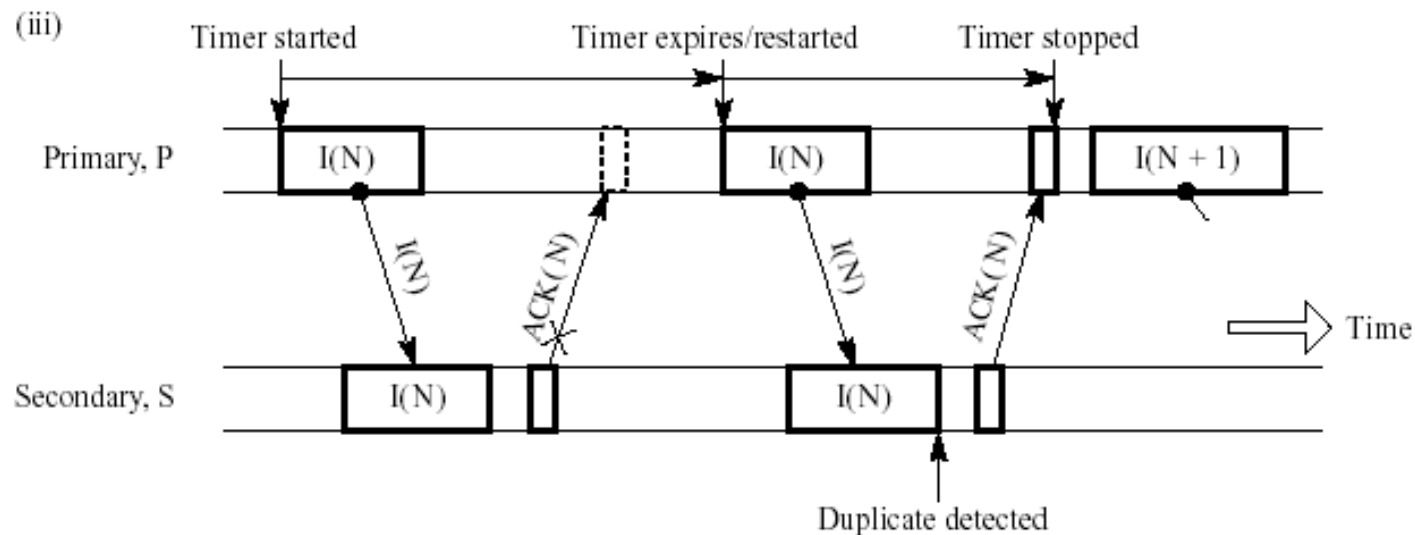 (iii)
Timer started
Timer expires/restarted
Timer stopped
Primary, P
I(N)
I(N)
I(N + 1)
I(N)
ACK(N)
I(N)
ACK(N)
Time
Secondary, S
I(N)
I(N)
Duplicate detected